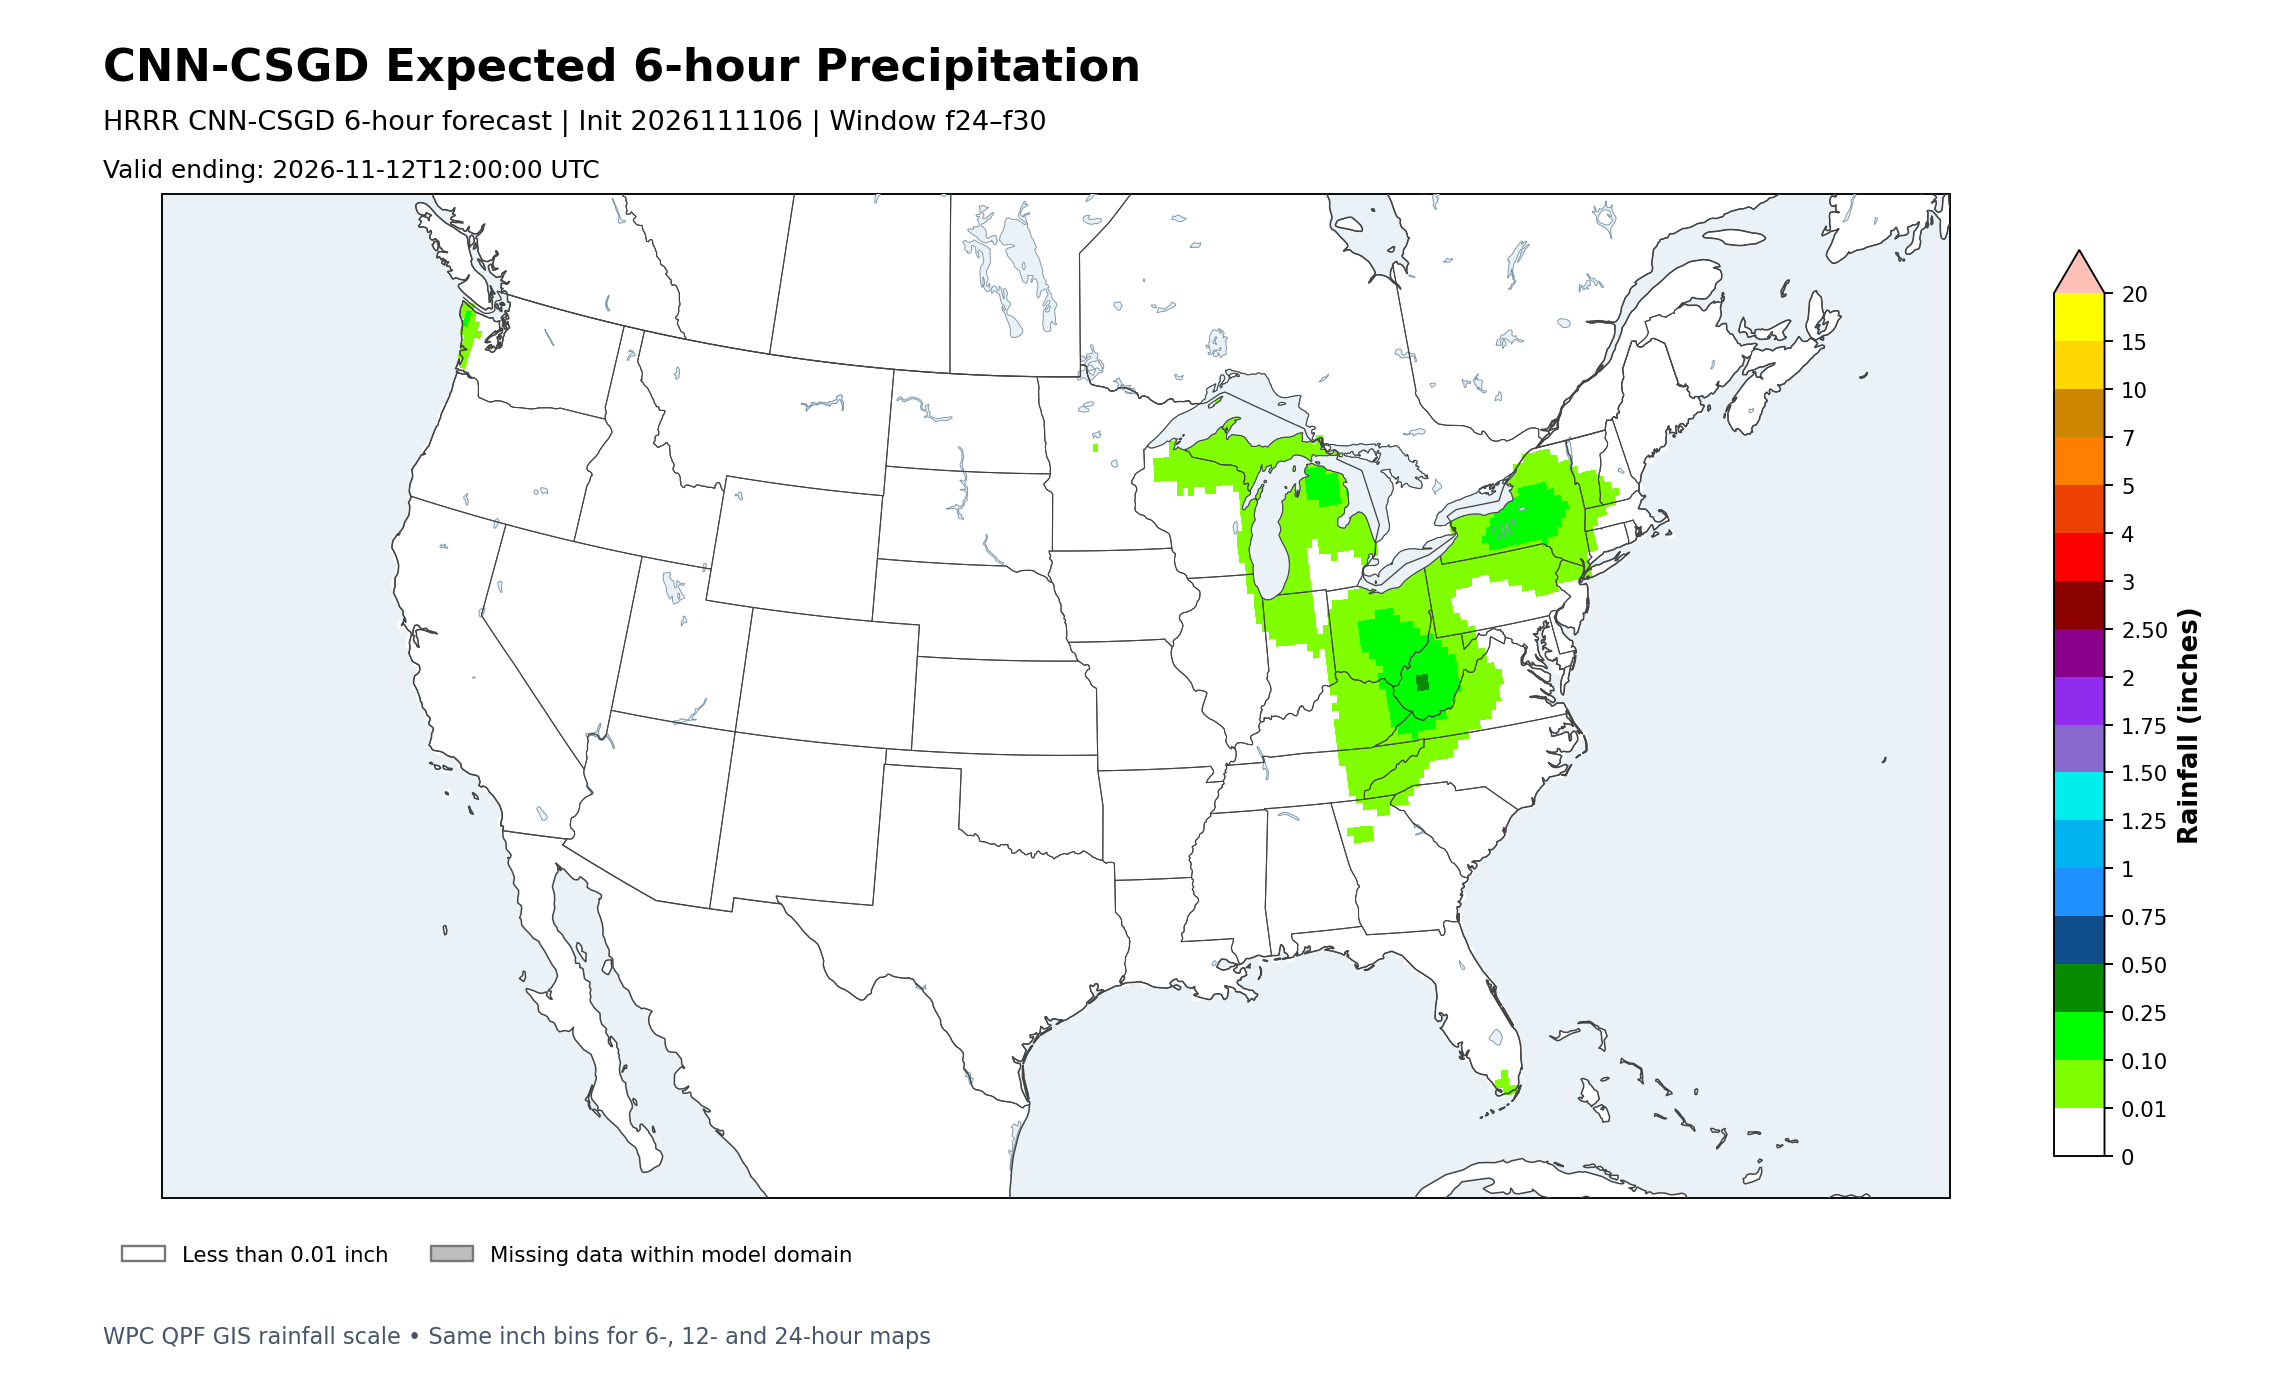 CNN-CSGD Expected 6-hour Precipitation
HRRR CNN-CSGD 6-hour forecast | Init 2026111106 | Window f24–f30
Valid ending: 2026-11-12T12:00:00 UTC
20
15
10
7
5
4
3
2.50
2
1.75
1.50
1.25
1
0.75
0.50
0.25
0.10
0.01
0
Rainfall (inches)
Less than 0.01 inch
Missing data within model domain
WPC QPF GIS rainfall scale • Same inch bins for 6-, 12- and 24-hour maps